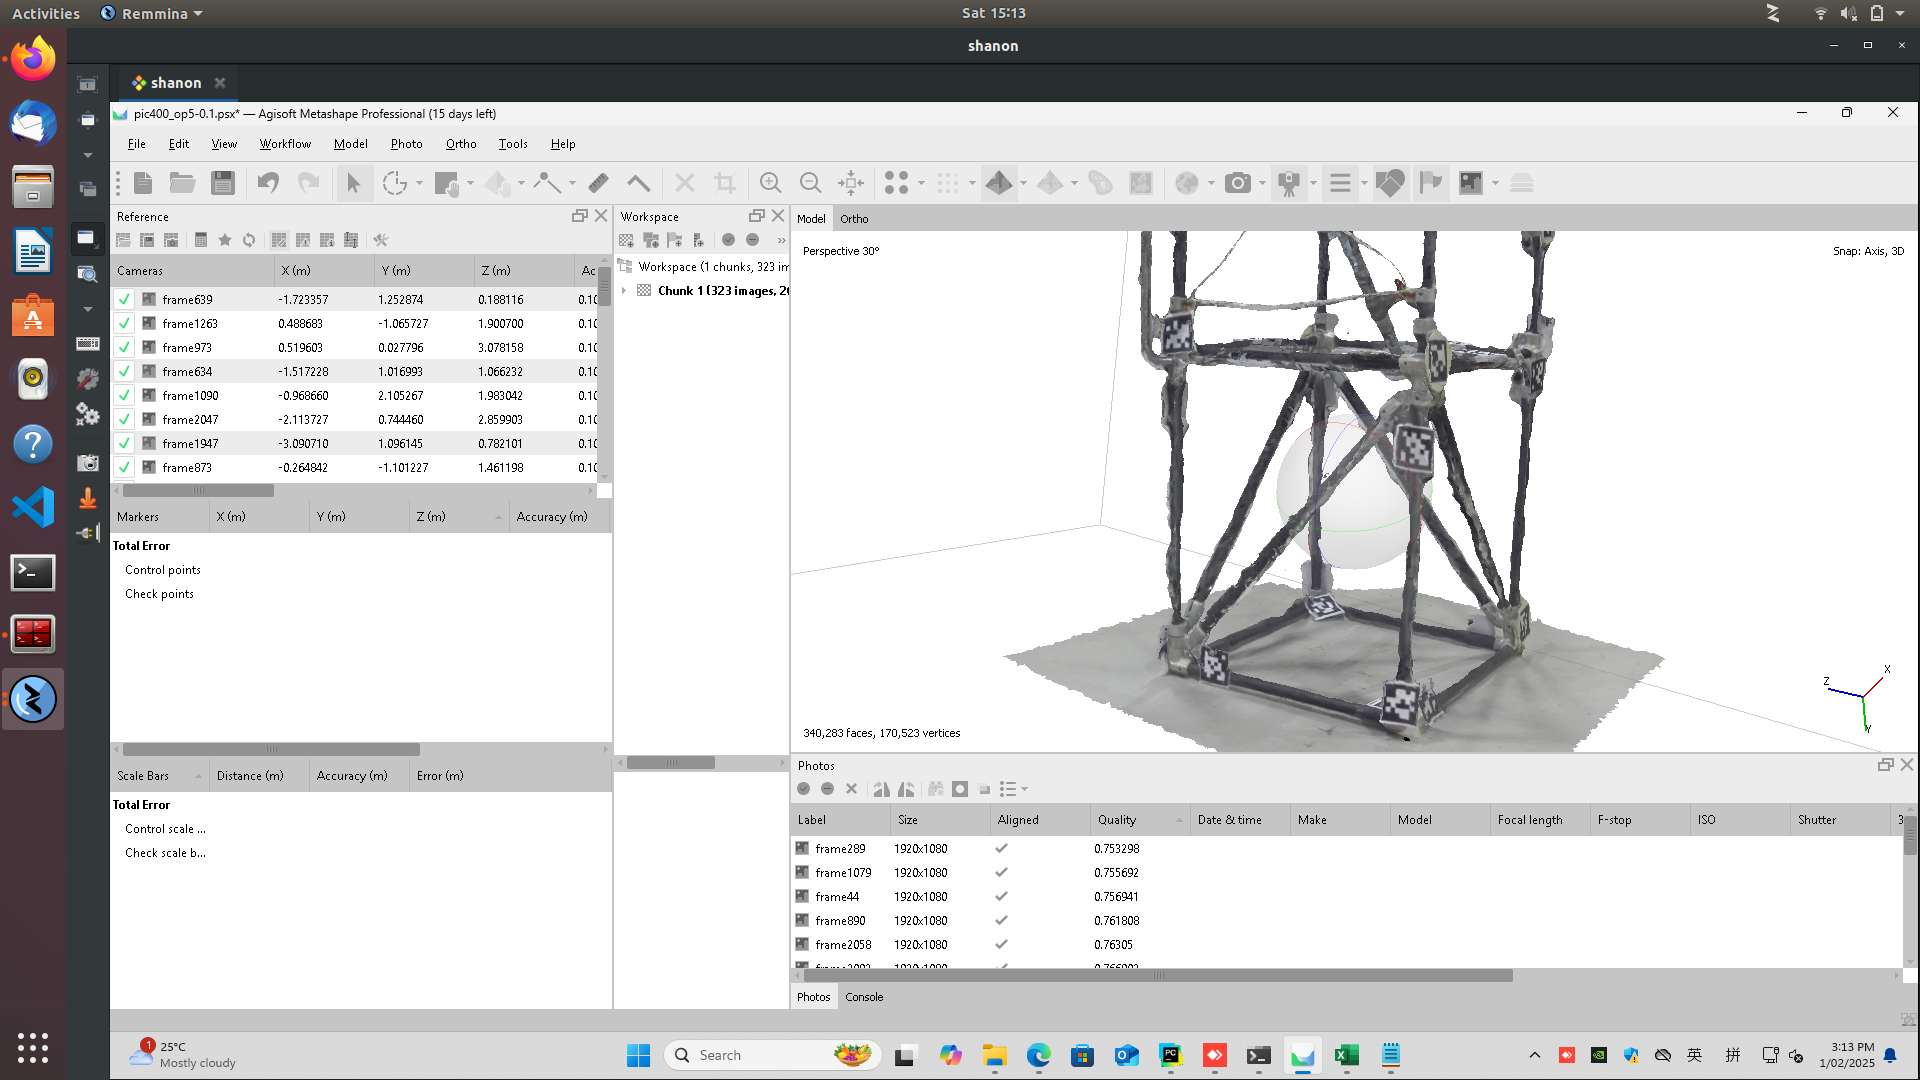 Activities Remmina Sat 15:13
shanon
shanon
pic400_op5-0.1.psx* — Agisoft Metashape Professional (15 days left)
File Edit View Workflow Model Photo Ortho Tools Help
Reference Workspace Model Ortho
Perspective 30° Snap: Axis, 3D
Cameras X (m) Y (m) Z (m) Ac
Workspace (1 chunks, 323 im
Chunk 1 (323 images, 20
frame639 -1.723357 1.252874 0.188116 0.10
frame1263 0.488683 -1.065727 1.900700 0.10
frame973 0.519603 0.027796 3.078158 0.10
frame634 -1.517228 1.016993 1.066232 0.10
frame1090 -0.968660 2.105267 1.983042 0.10
frame2047 -2.113727 0.744460 2.859903 0.10
frame1947 -3.090710 1.096145 0.782101 0.10
frame873 -0.264842 -1.101227 1.461198 0.10
Markers X (m) Y (m) Z (m) Accuracy (m)
Total Error
Control points
Check points
X
Z
Y
340,283 faces, 170,523 vertices
Scale Bars Distance (m) Accuracy (m) Error (m)
Total Error
Control scale ...
Check scale b...
Photos
Label Size Aligned Quality Date & time Make Model Focal length F-stop ISO Shutter 3
frame289 1920x1080 0.753298
frame1079 1920x1080 0.755692
frame44 1920x1080 0.756941
frame890 1920x1080 0.761808
frame2058 1920x1080 0.76305
Photos Console
1 25°C
Mostly cloudy
Search
英 拼
3:13 PM
1/02/2025